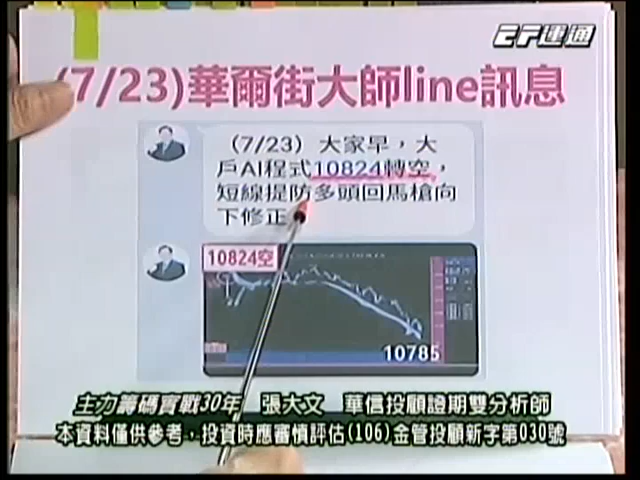 EF運通
(7/23)華爾街大師line訊息
(7/23) 大家早，大
戶AI程式10824轉空，
短線提防多頭回馬槍向
下修正
10824空
10785
主力籌碼實戰30年 張大文 華信投顧證期雙分析師
本資料僅供參考，投資時應審慎評估(106)金管投顧新字第030號